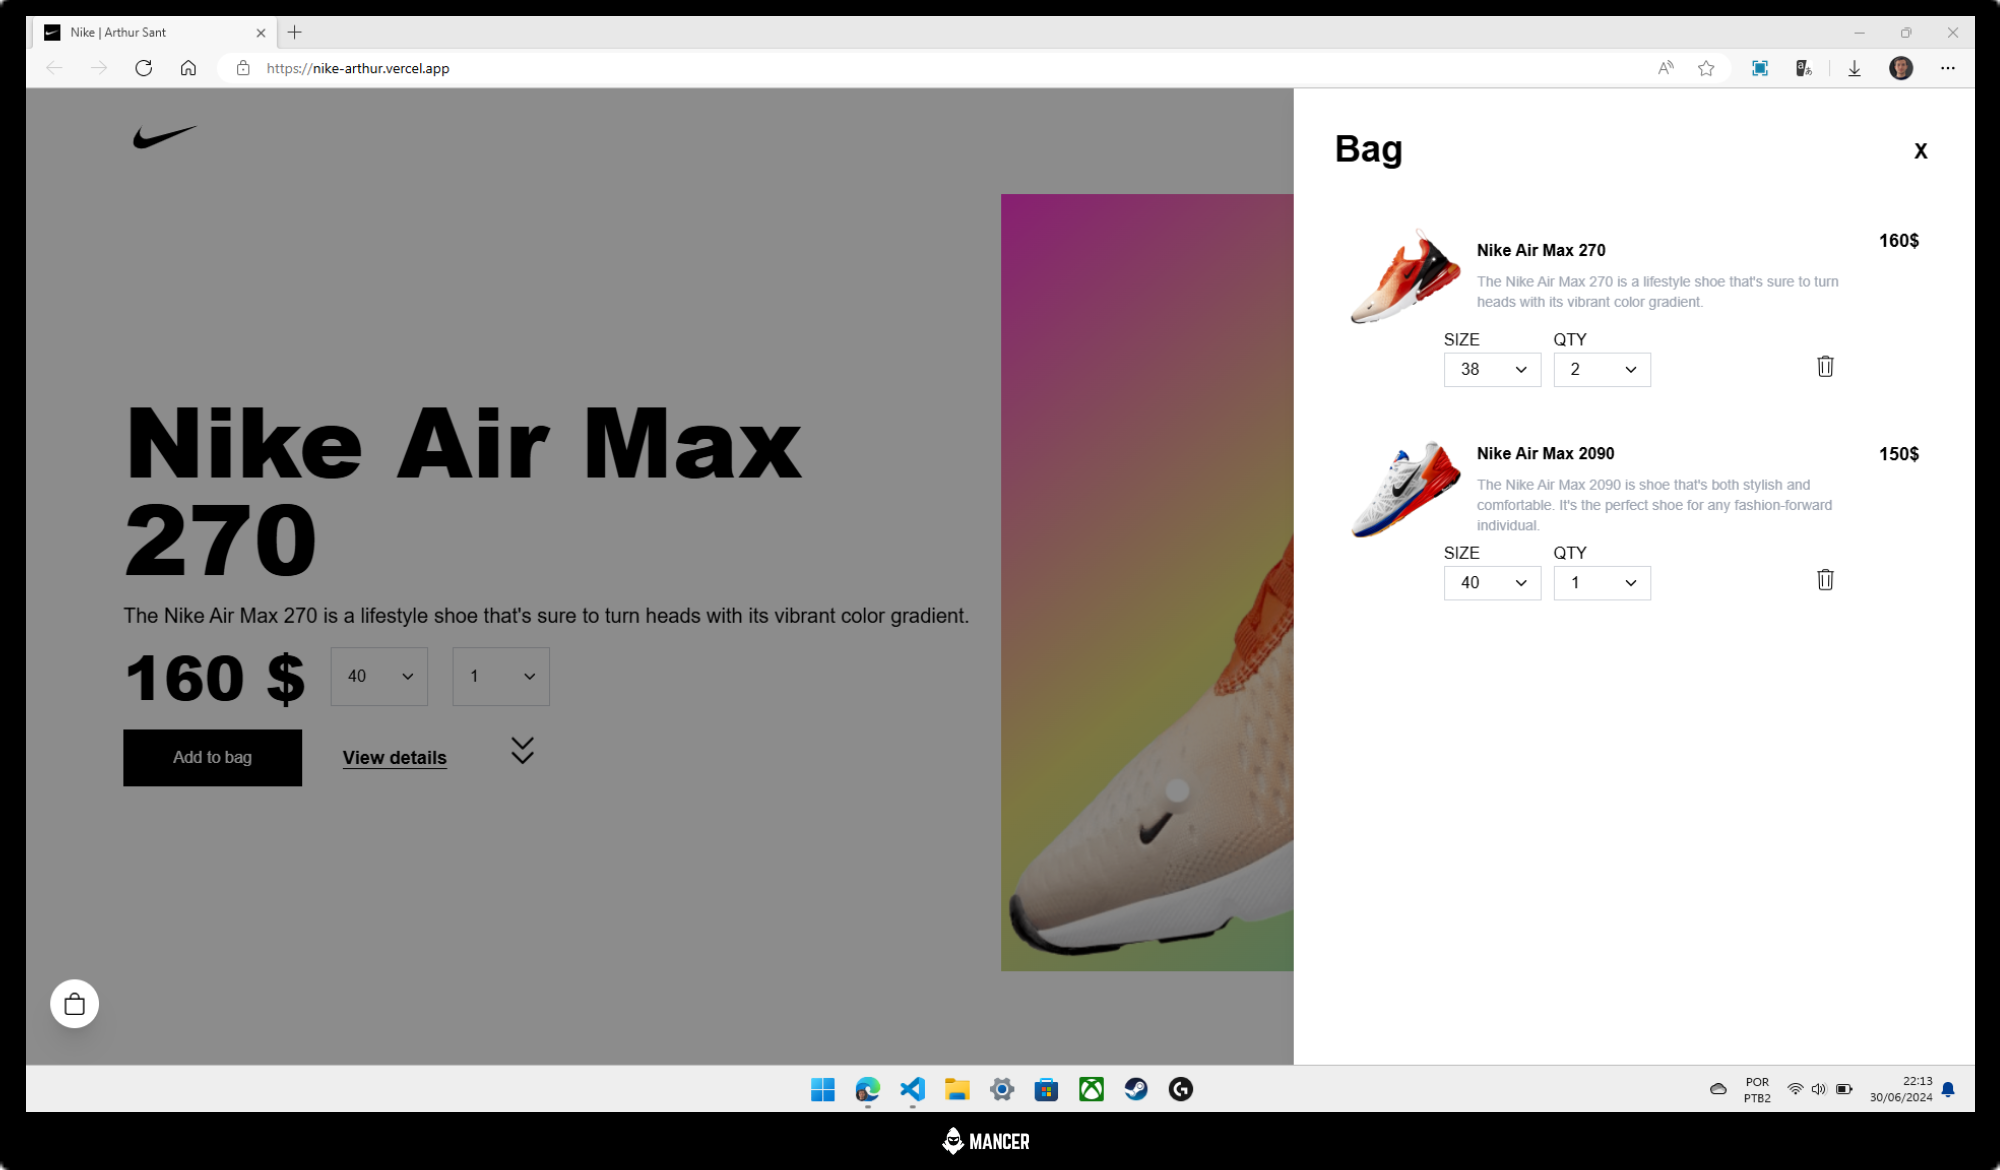 Nike | Arthur Sant
https://nike-arthur.vercel.app
Bag
X
Nike Air Max 270
160$
The Nike Air Max 270 is a lifestyle shoe that's sure to turn
heads with its vibrant color gradient.
SIZE QTY
38 2
Nike Air Max 2090
150$
The Nike Air Max 2090 is shoe that's both stylish and
comfortable. It's the perfect shoe for any fashion-forward
individual.
SIZE QTY
40 1
Nike Air Max
270
The Nike Air Max 270 is a lifestyle shoe that's sure to turn heads with its vibrant color gradient.
160 $ 40 1
Add to bag View details
POR
PTB2
22:13
30/06/2024
MANCER